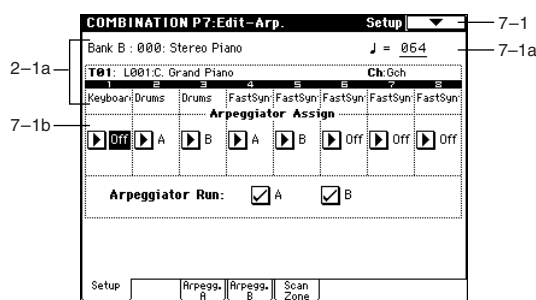 COMBINATION P7:Edit-Arp. Setup 7-1
Bank B : 000: Stereo Piano ♩ = 064 7-1a
2-1a
T01: L001:C. Grand Pian Ch:Gch
1 2 3 4 5 6 7 8
Keyboar Drums Drums FastSyn FastSyn FastSyn FastSyn FastSyn
Arpeggiator Assign
7-1b
Off A B A B Off Off Off
Arpeggiator Run: A B
Setup Arpegg. A Arpegg. B Scan Zone